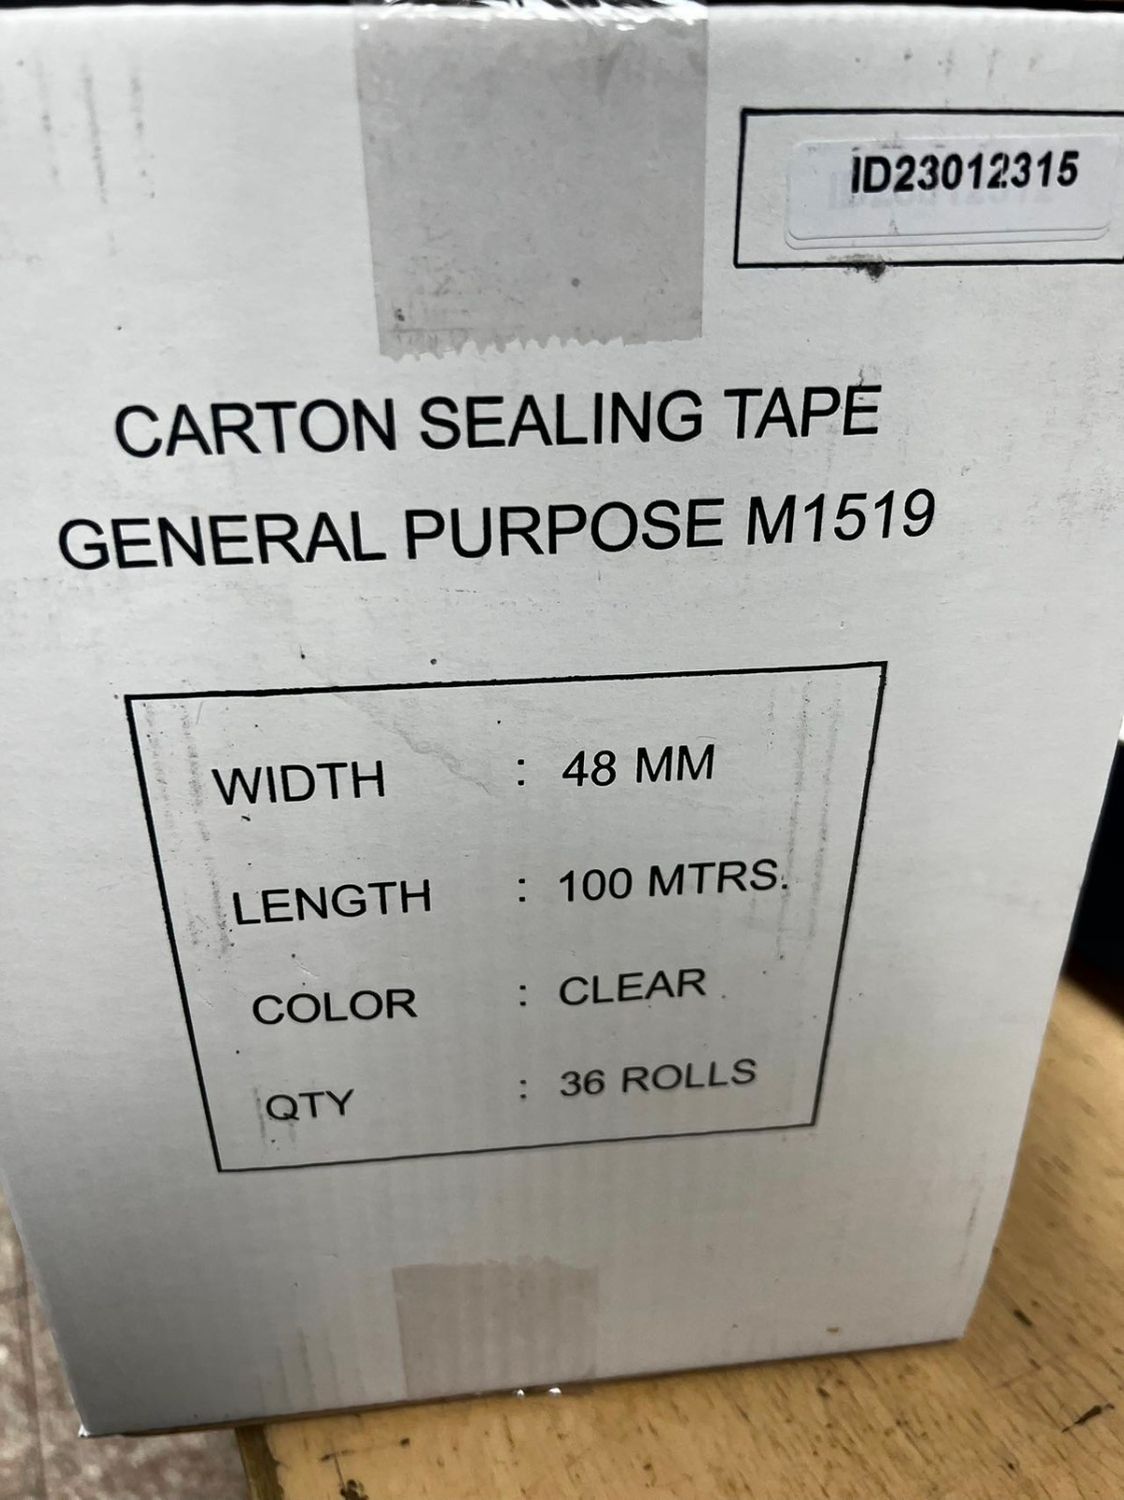 ID23012315
CARTON SEALING TAPE
GENERAL PURPOSE M1519
WIDTH : 48 MM
LENGTH : 100 MTRS.
COLOR : CLEAR
QTY : 36 ROLLS